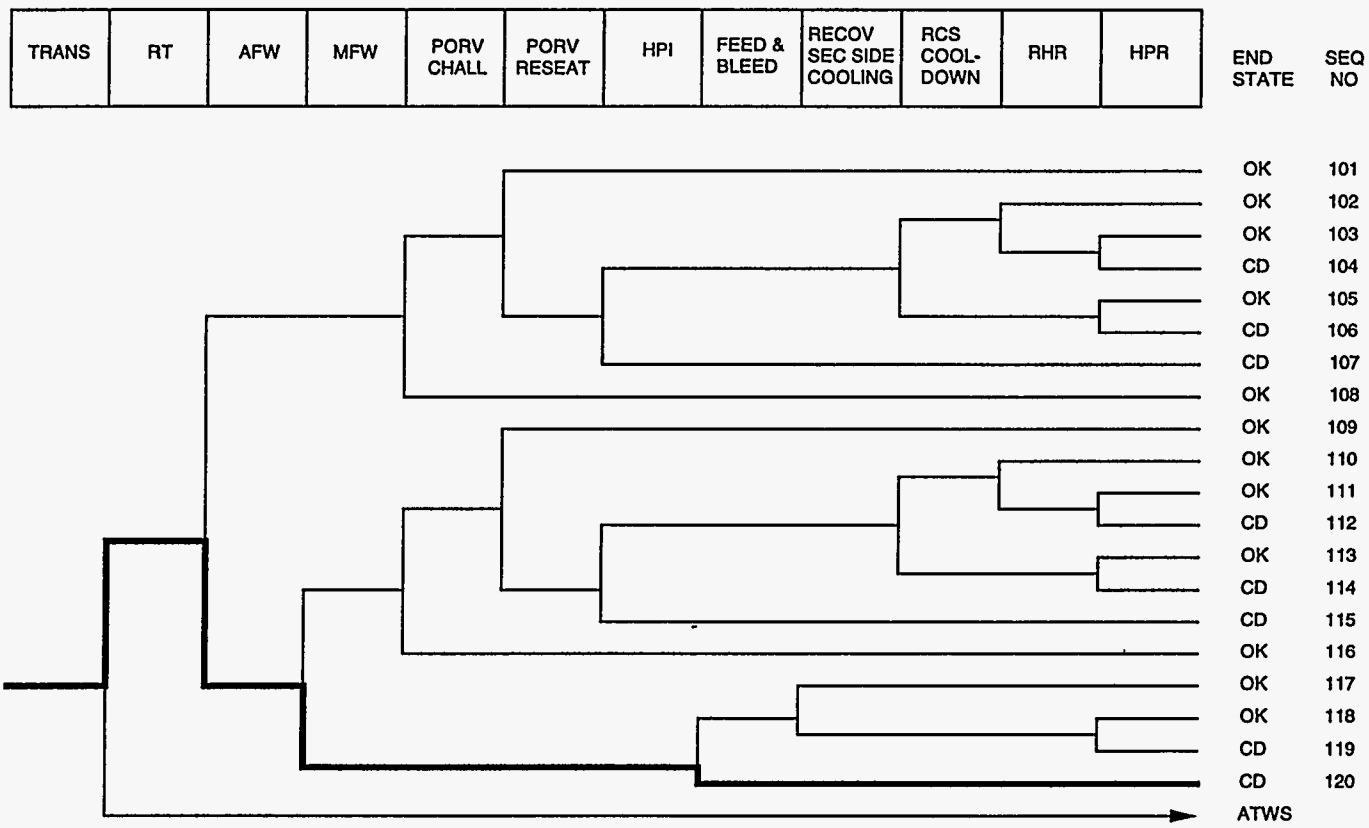 TRANS RT AFW MFW PORV CHALL PORV RESEAT HPI FEED & BLEED RECOV SEC SIDE COOLING RCS COOL- DOWN RHR HPR END STATE SEQ NO
OK 101
OK 102
OK 103
CD 104
OK 105
CD 106
CD 107
OK 108
OK 109
OK 110
OK 111
CD 112
OK 113
CD 114
CD 115
OK 116
OK 117
OK 118
CD 119
CD 120
ATWS